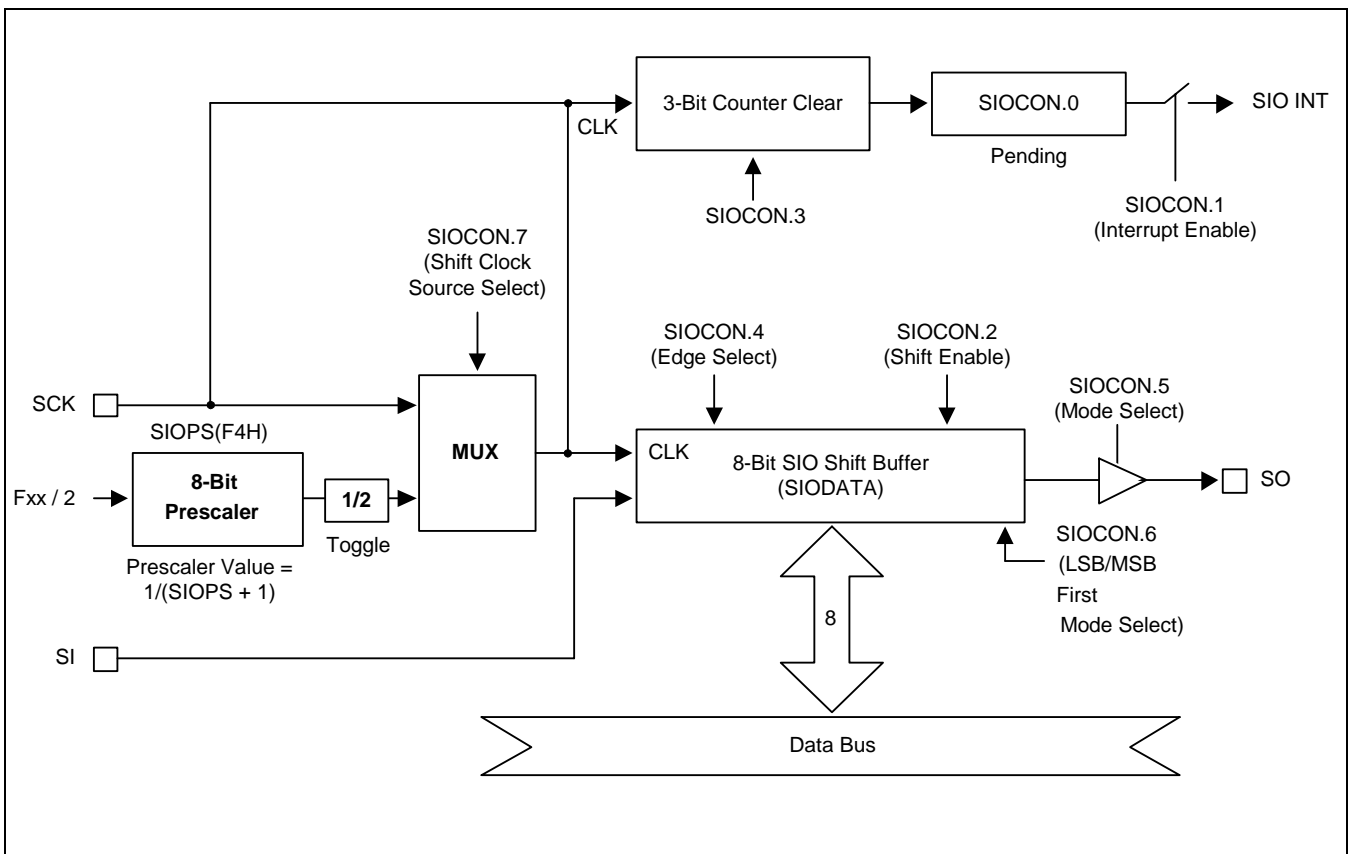 3-Bit Counter Clear
SIOCON.0
SIO INT
CLK
Pending
SIOCON.3
SIOCON.1
(Interrupt Enable)
SIOCON.7
(Shift Clock
Source Select)
SIOCON.4
(Edge Select)
SIOCON.2
(Shift Enable)
SIOCON.5
(Mode Select)
SCK
SIOPS(F4H)
MUX
CLK
8-Bit SIO Shift Buffer
(SIODATA)
SO
Fxx / 2
8-Bit
Prescaler
1/2
Toggle
Prescaler Value =
1/(SIOPS + 1)
SIOCON.6
(LSB/MSB
First
Mode Select)
8
SI
Data Bus